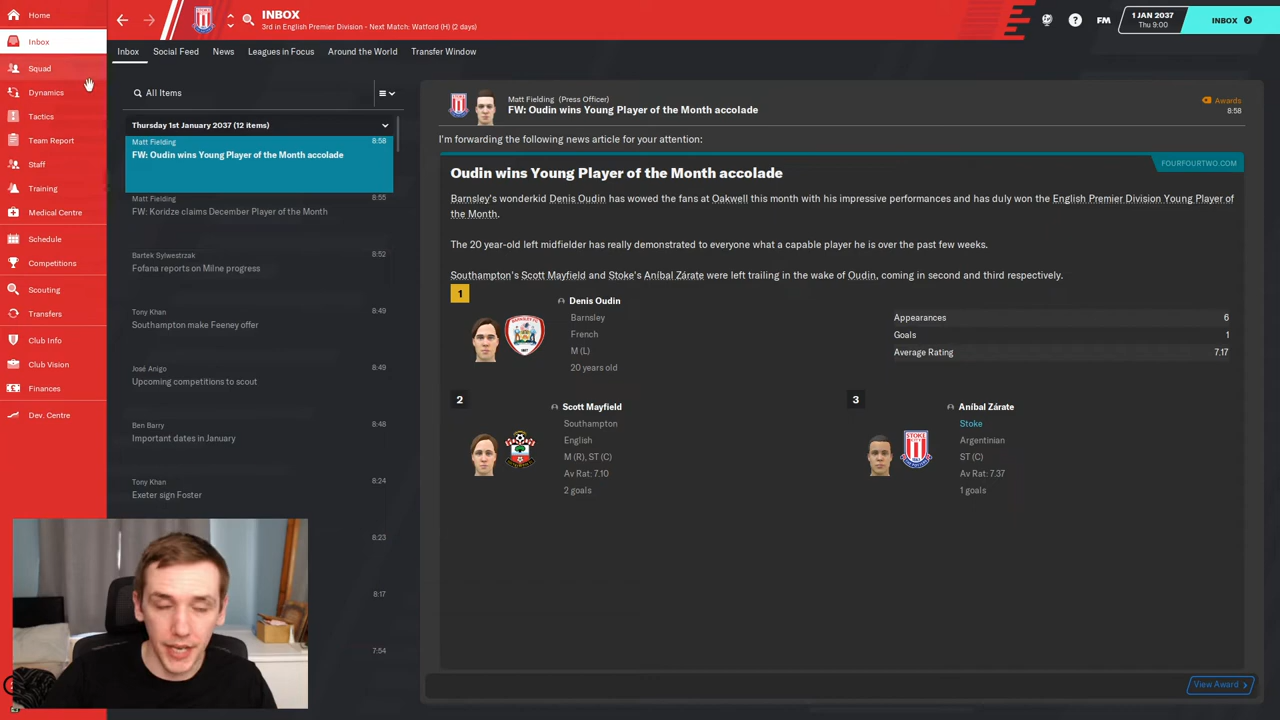 Home
Inbox
Squad
Dynamics
Tactics
Team Report
Staff
Training
Medical Centre
Schedule
Competitions
Scouting
Transfers
Club Info
Club Vision
Finances
Dev. Centre
INBOX
3rd in English Premier Division - Next Match: Watford (H) (2 days)
FM
1 JAN 2037
Thu 9:00
INBOX
Inbox
Social Feed
News
Leagues in Focus
Around the World
Transfer Window
All Items
Thursday 1st January 2037 (12 items)
Matt Fielding 8:58
FW: Oudin wins Young Player of the Month accolade
Matt Fielding 8:55
FW: Koridze claims December Player of the Month
Bartek Sylwestrzak 8:52
Fofana reports on Milne progress
Tony Khan 8:49
Southampton make Feeney offer
José Anigo 8:49
Upcoming competitions to scout
Ben Barry 8:48
Important dates in January
Tony Khan 8:24
Exeter sign Foster
8:23
8:17
7:54
Matt Fielding (Press Officer)
FW: Oudin wins Young Player of the Month accolade
Awards
8:58
I'm forwarding the following news article for your attention:
FOURFOURTWO.COM
Oudin wins Young Player of the Month accolade
Barnsley's wonderkid Denis Oudin has wowed the fans at Oakwell this month with his impressive performances and has duly won the English Premier Division Young Player of
the Month.
The 20 year-old left midfielder has really demonstrated to everyone what a capable player he is over the past few weeks.
Southampton's Scott Mayfield and Stoke's Aníbal Zárate were left trailing in the wake of Oudin, coming in second and third respectively.
1
Denis Oudin
Barnsley
French
M (L)
20 years old
Appearances 6
Goals 1
Average Rating 7.17
2
Scott Mayfield
Southampton
English
M (R), ST (C)
Av Rat: 7.10
2 goals
3
Aníbal Zárate
Stoke
Argentinian
ST (C)
Av Rat: 7.37
1 goals
View Award